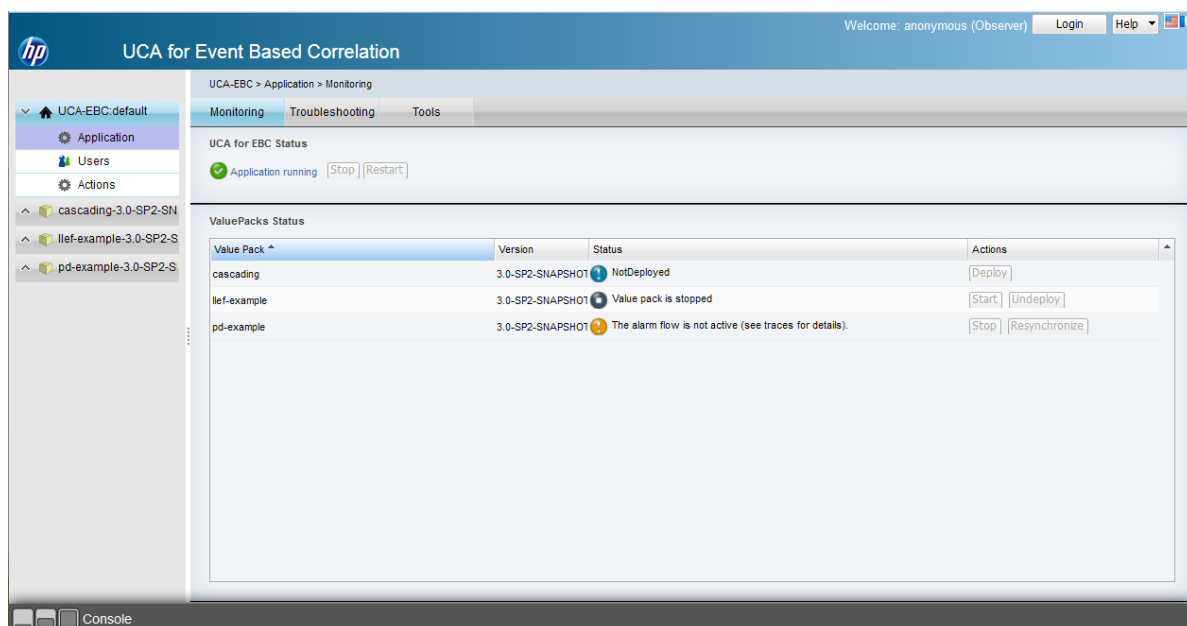 Welcome: anonymous (Observer) Login Help
hp UCA for Event Based Correlation
UCA-EBC > Application > Monitoring
UCA-EBC:default
Application
Users
Actions
cascading-3.0-SP2-SN
llef-example-3.0-SP2-S
pd-example-3.0-SP2-S
Monitoring Troubleshooting Tools
UCA for EBC Status
Application running Stop Restart
ValuePacks Status
Value Pack Version Status Actions
cascading 3.0-SP2-SNAPSHOT NotDeployed Deploy
llef-example 3.0-SP2-SNAPSHOT Value pack is stopped Start Undeploy
pd-example 3.0-SP2-SNAPSHOT The alarm flow is not active (see traces for details). Stop Resynchronize
Console